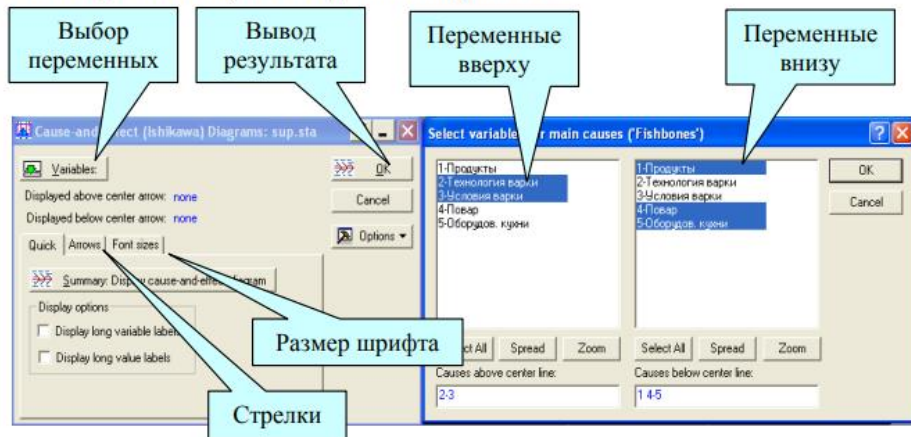 Выбор
переменных
Вывод
результата
Переменные
вверху
Переменные
внизу
Cause-and-effect (Ishikawa) Diagrams: sup.sta
Variables:
OK
Displayed above center arrow: none
Cancel
Displayed below center arrow: none
Options
Quick Arrows Font sizes
Summary: Display cause-and-effect diagram
Display options
Display long variable labels
Display long value labels
Размер шрифта
Стрелки
Select variables for main causes ('Fishbones')
1-Продукты
2-Технология варки
3-Условия варки
4-Повар
5-Оборудов. кухни
1-Продукты
2-Технология варки
3-Условия варки
4-Повар
5-Оборудов. кухни
OK
Cancel
ct All Spread Zoom
Select All Spread Zoom
Causes above center line:
Causes below center line:
2-3
1 4-5